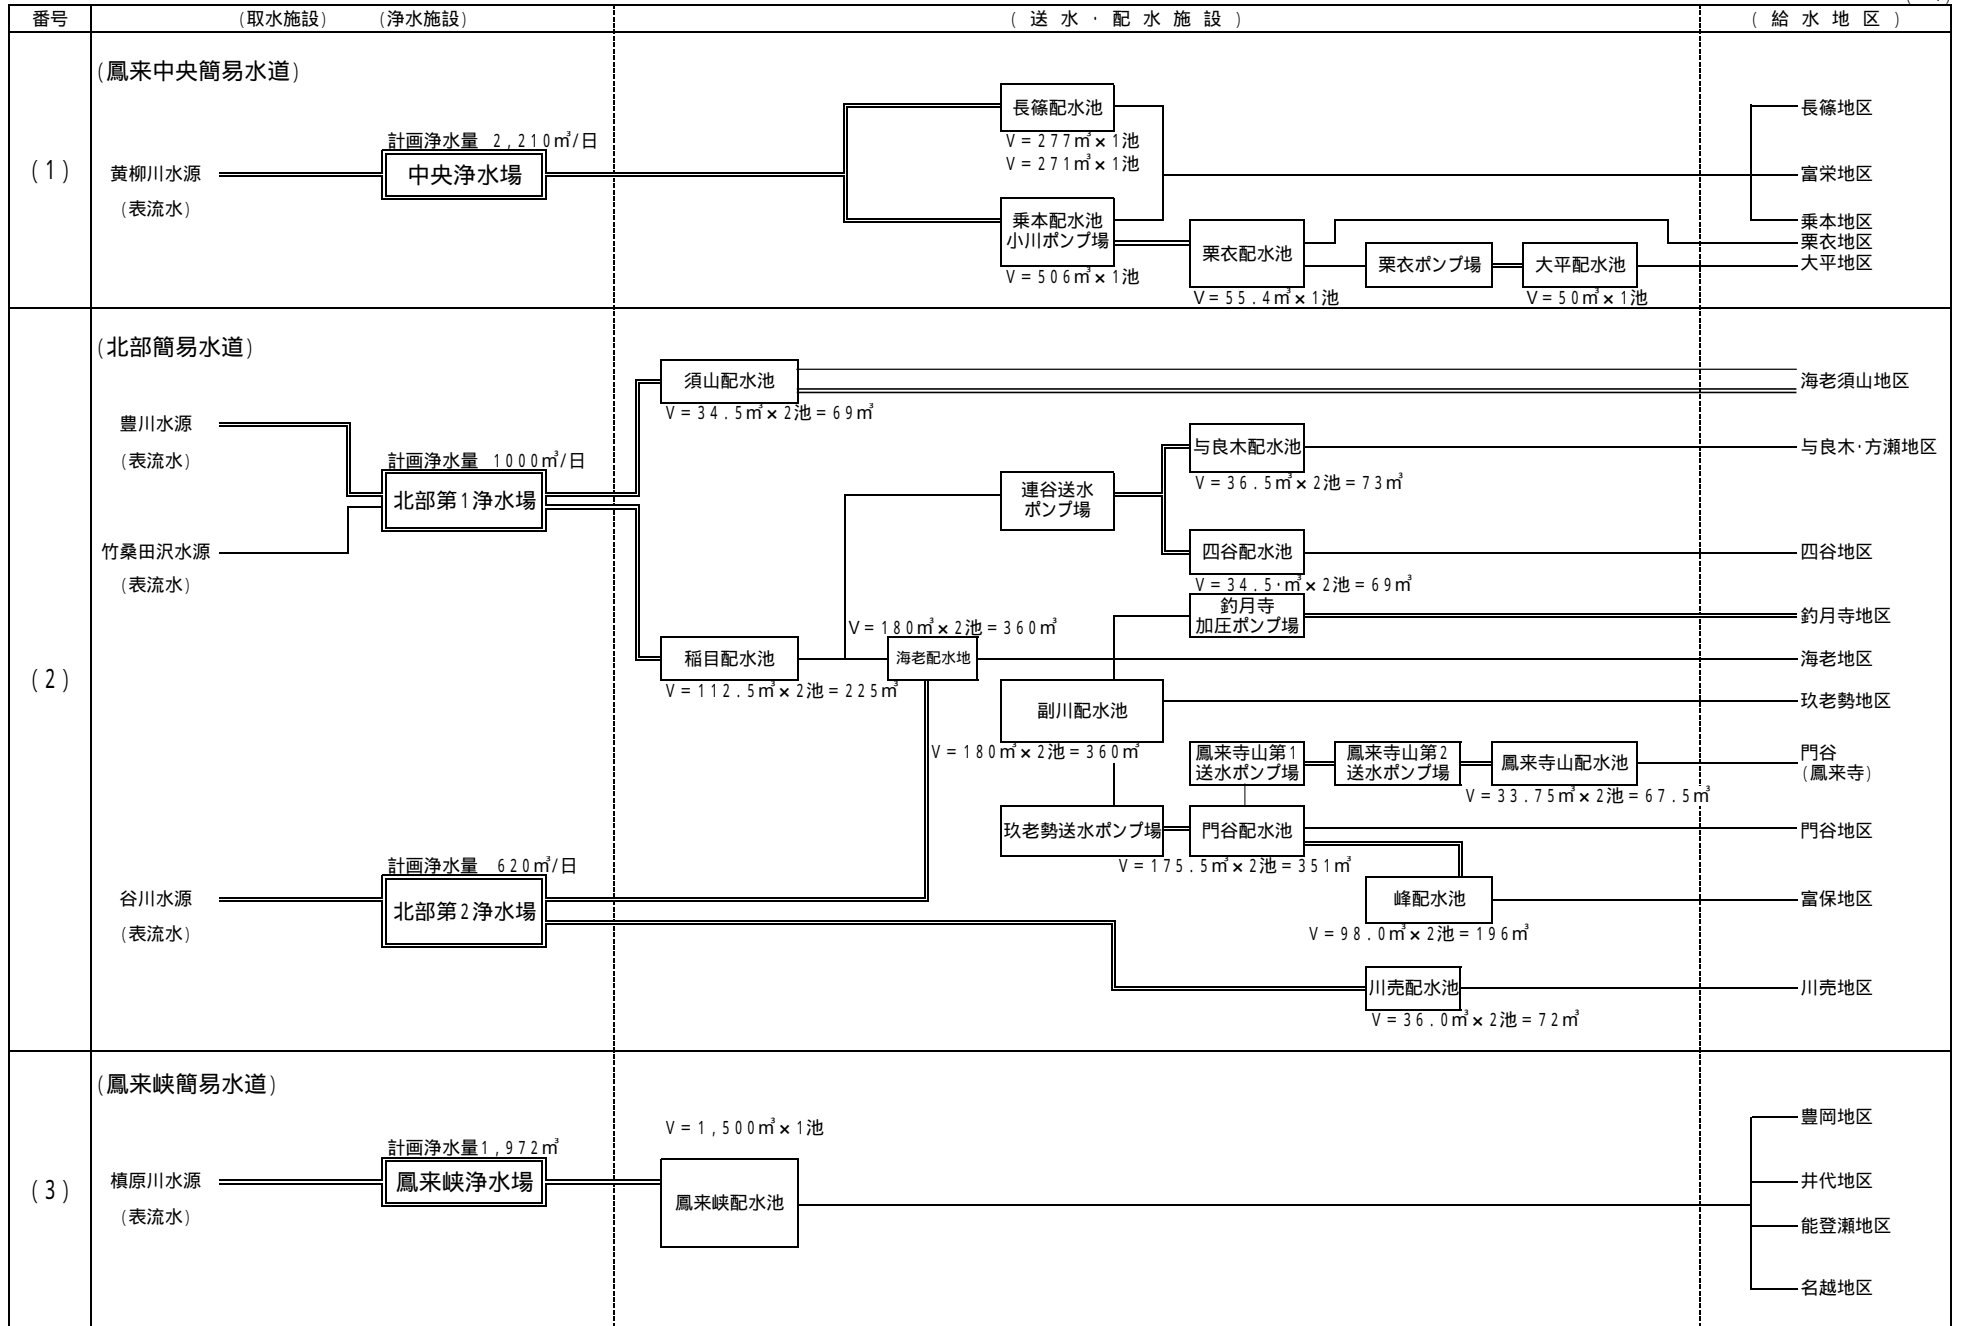 番号
(取水施設)
(浄水施設)
(送水・配水施設)
(給水地区)
(1)
(鳳来中央簡易水道)
黄柳川水源
(表流水)
計画浄水量 2,210㎥/日
中央浄水場
長篠配水池
V=277㎥×1池
V=271㎥×1池
乗本配水池
小川ポンプ場
V=506㎥×1池
栗衣配水池
V=55.4㎥×1池
栗衣ポンプ場
大平配水池
V=50㎥×1池
長篠地区
富栄地区
乗本地区
栗衣地区
大平地区
(2)
(北部簡易水道)
豊川水源
(表流水)
竹桑田沢水源
(表流水)
計画浄水量 1000㎥/日
北部第1浄水場
須山配水池
V=34.5㎥×2池=69㎥
海老須山地区
連谷送水
ポンプ場
与良木配水池
V=36.5㎥×2池=73㎥
与良木・方瀬地区
四谷配水池
V=34.5・㎥×2池=69㎥
四谷地区
釣月寺
加圧ポンプ場
釣月寺地区
稲目配水池
V=112.5㎥×2池=225㎥
V=180㎥×2池=360㎥
海老配水地
海老地区
副川配水池
V=180㎥×2池=360㎥
玖老勢地区
鳳来寺山第1
送水ポンプ場
鳳来寺山第2
送水ポンプ場
鳳来寺山配水池
V=33.75㎥×2池=67.5㎥
門谷
(鳳来寺)
玖老勢送水ポンプ場
門谷配水池
V=175.5㎥×2池=351㎥
門谷地区
谷川水源
(表流水)
計画浄水量 620㎥/日
北部第2浄水場
峰配水池
V=98.0㎥×2池=196㎥
富保地区
川売配水池
V=36.0㎥×2池=72㎥
川売地区
(3)
(鳳来峡簡易水道)
槙原川水源
(表流水)
計画浄水量1,972㎥
鳳来峡浄水場
V=1,500㎥×1池
鳳来峡配水池
豊岡地区
井代地区
能登瀬地区
名越地区